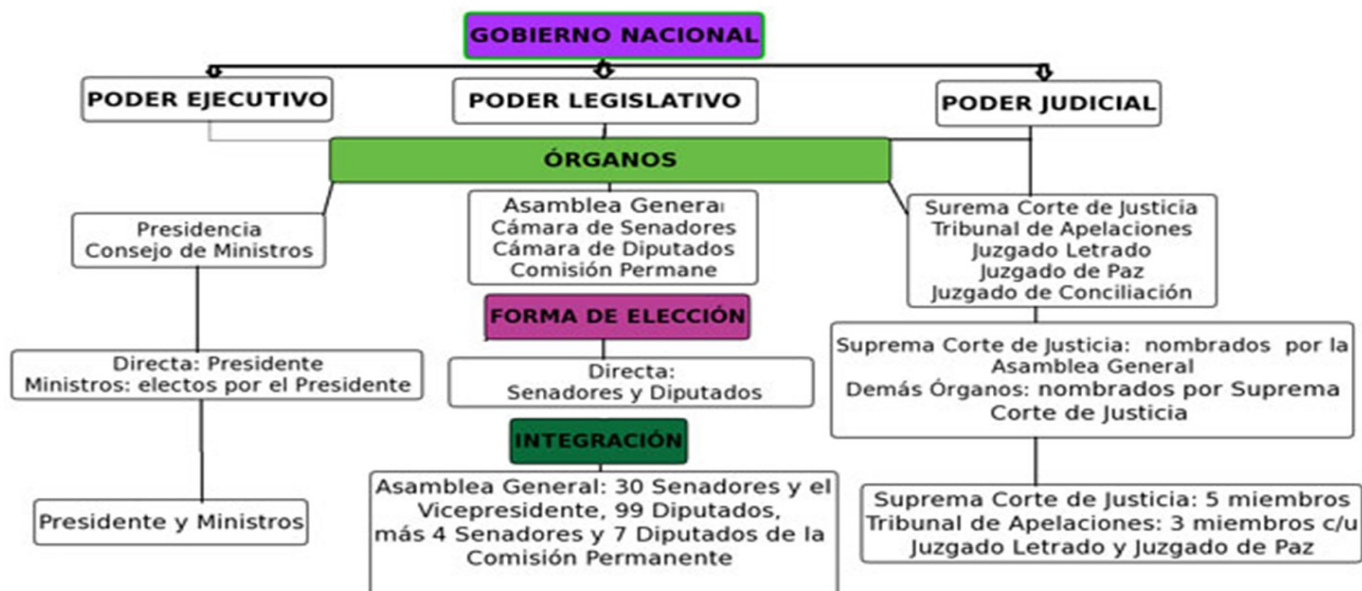 GOBIERNO NACIONAL
PODER EJECUTIVO
PODER LEGISLATIVO
PODER JUDICIAL
ÓRGANOS
Presidencia
Consejo de Ministros
Asamblea General
Cámara de Senadores
Cámara de Diputados
Comisión Permane
Surema Corte de Justicia
Tribunal de Apelaciones
Juzgado Letrado
Juzgado de Paz
Juzgado de Conciliación
FORMA DE ELECCIÓN
Directa: Presidente
Ministros: electos por el Presidente
Directa:
Senadores y Diputados
Suprema Corte de Justicia: nombrados por la
Asamblea General
Demás Órganos: nombrados por Suprema
Corte de Justicia
INTEGRACIÓN
Presidente y Ministros
Asamblea General: 30 Senadores y el
Vicepresidente, 99 Diputados,
más 4 Senadores y 7 Diputados de la
Comisión Permanente
Suprema Corte de Justicia: 5 miembros
Tribunal de Apelaciones: 3 miembros c/u
Juzgado Letrado y Juzgado de Paz